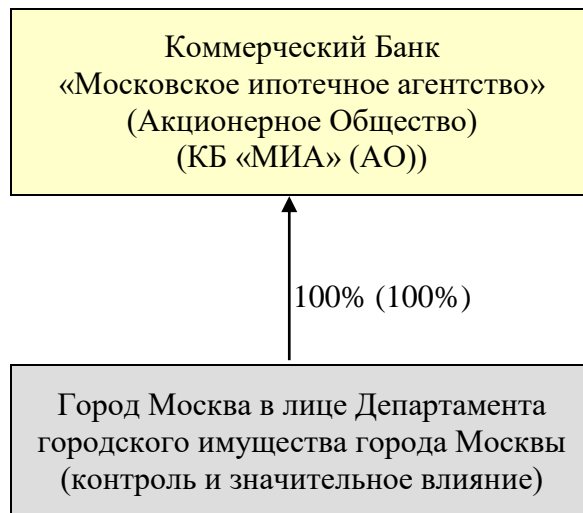 Коммерческий Банк
«Московское ипотечное агентство»
(Акционерное Общество)
(КБ «МИА» (АО))
100% (100%)
Город Москва в лице Департамента
городского имущества города Москвы
(контроль и значительное влияние)